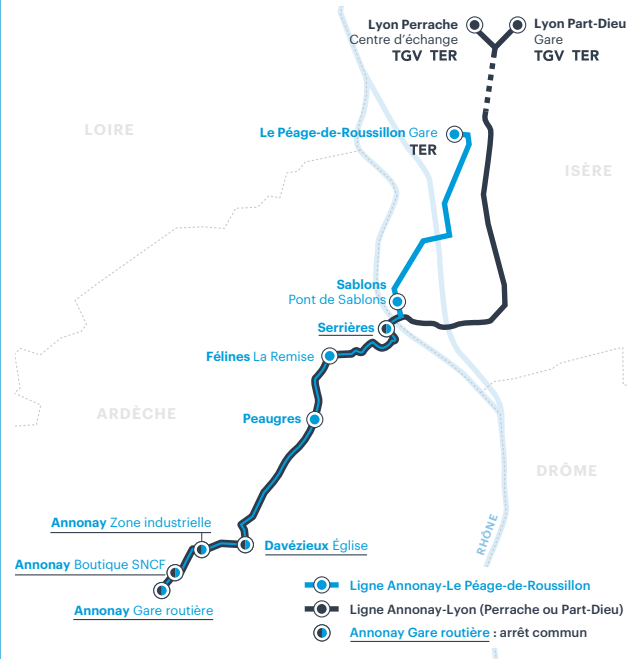 Lyon Perrache
Centre d'échange
TGV TER
Lyon Part-Dieu
Gare
TGV TER
LOIRE
Le Péage-de-Roussillon Gare
TER
ISÈRE
Sablons
Pont de Sablons
Serrières
Félines La Remise
ARDÈCHE
Peaugres
DRÔME
Annonay Zone industrielle
RHÔNE
Davézieux Église
Annonay Boutique SNCF
Annonay Gare routière
Ligne Annonay-Le Péage-de-Roussillon
Ligne Annonay-Lyon (Perrache ou Part-Dieu)
Annonay Gare routière : arrêt commun